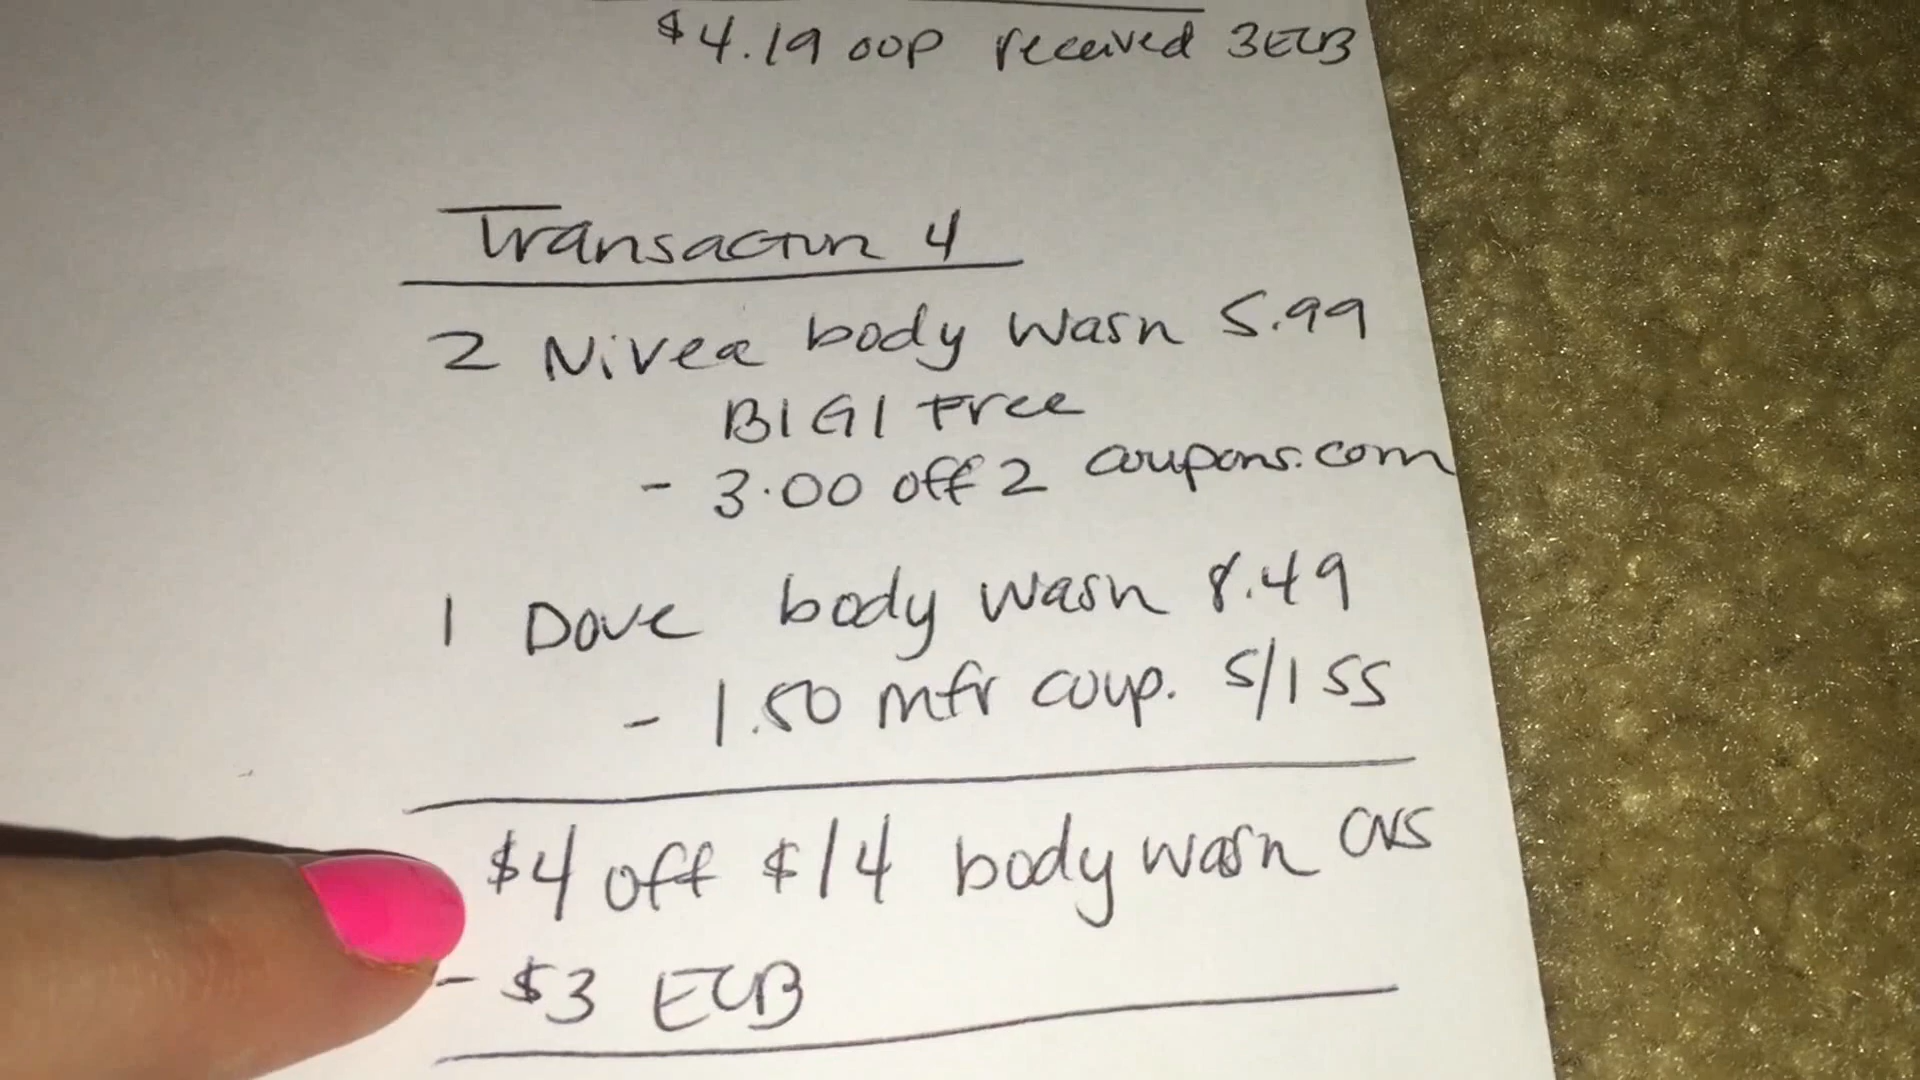 $4.19 OOP received 3ECB
Transaction 4
2 Nivea body wash 5.99
B1G1 Free
- 3.00 off 2 coupons.com
1 Dove body wash 8.49
- 1.50 mfr coup. 5/1 SS
$4 off $14 body wash CVS
- $3 ECB